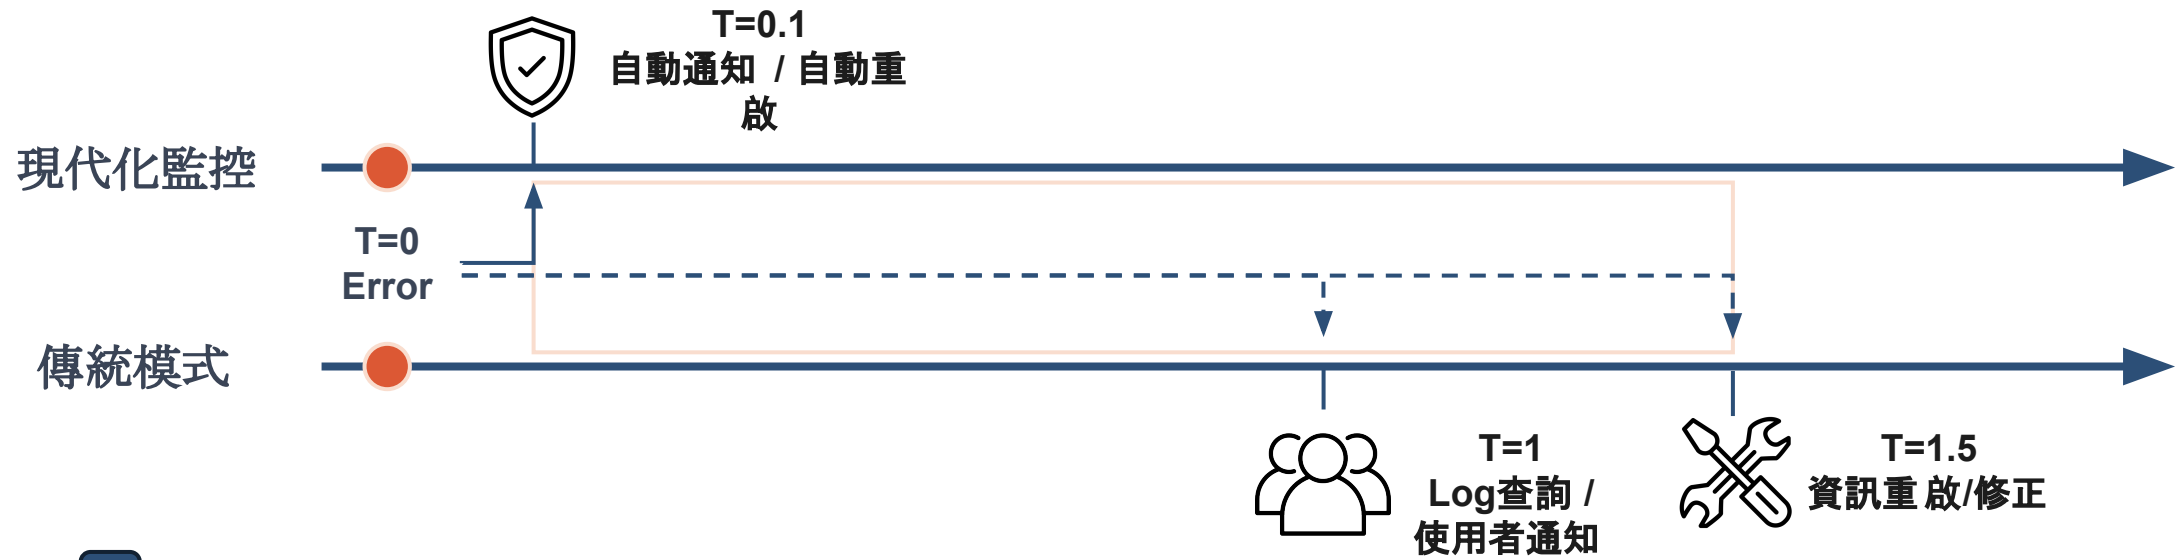 T=0.1
自動通知 / 自動重
啟
現代化監控
T=0
Error
傳統模式
T=1
Log查詢 /
使用者通知
T=1.5
資訊重 啟/修正